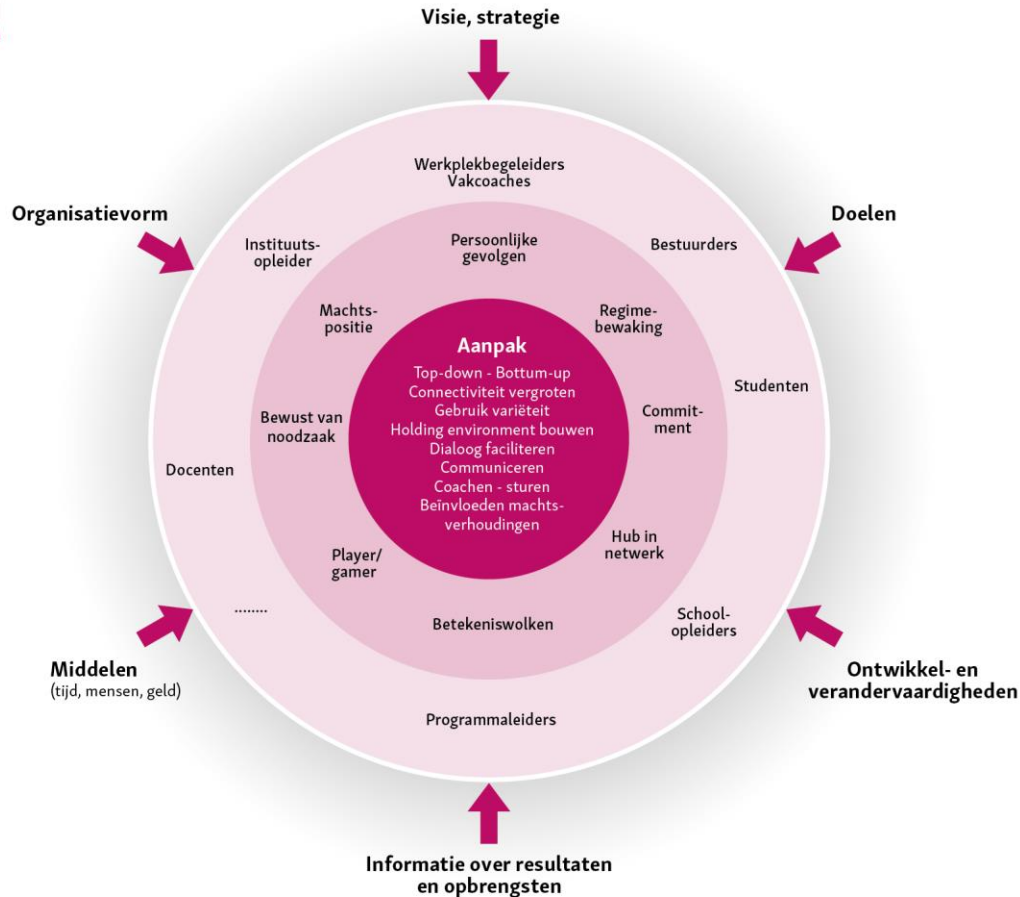 Visie, strategie
Organisatievorm
Doelen
Werkplekbegeleiders
Vakcoaches
Instituuts-
opleider
Bestuurders
Persoonlijke
gevolgen
Machts-
positie
Regime-
bewaking
Aanpak
Top-down - Bottum-up
Connectiviteit vergroten
Gebruik variëteit
Holding environment bouwen
Dialoog faciliteren
Communiceren
Coachen - sturen
Beïnvloeden machts-
verhoudingen
Studenten
Bewust van
noodzaak
Commit-
ment
Docenten
Player/
gamer
Hub in
netwerk
........
Betekeniswolken
School-
opleiders
Middelen
(tijd, mensen, geld)
Ontwikkel- en
verandervaardigheden
Programmaleiders
Informatie over resultaten
en opbrengsten